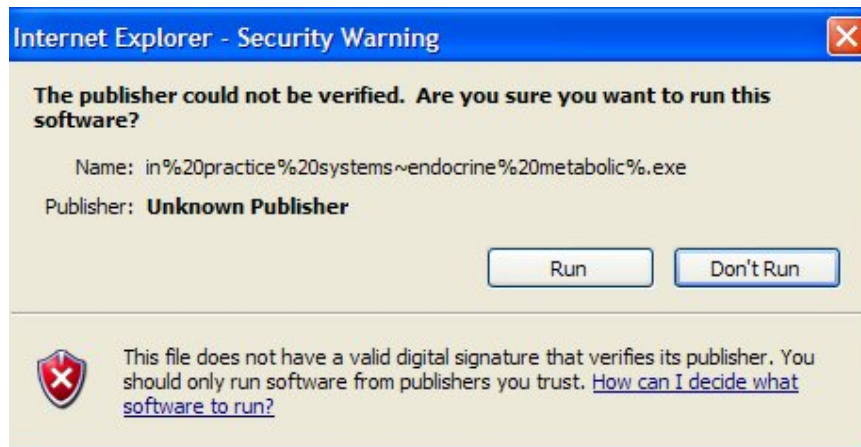 Internet Explorer - Security Warning
The publisher could not be verified.  Are you sure you want to run this
software?
Name: in%20practice%20systems~endocrine%20metabolic%.exe
Publisher: Unknown Publisher
Run Don't Run
This file does not have a valid digital signature that verifies its publisher. You
should only run software from publishers you trust. How can I decide what
software to run?